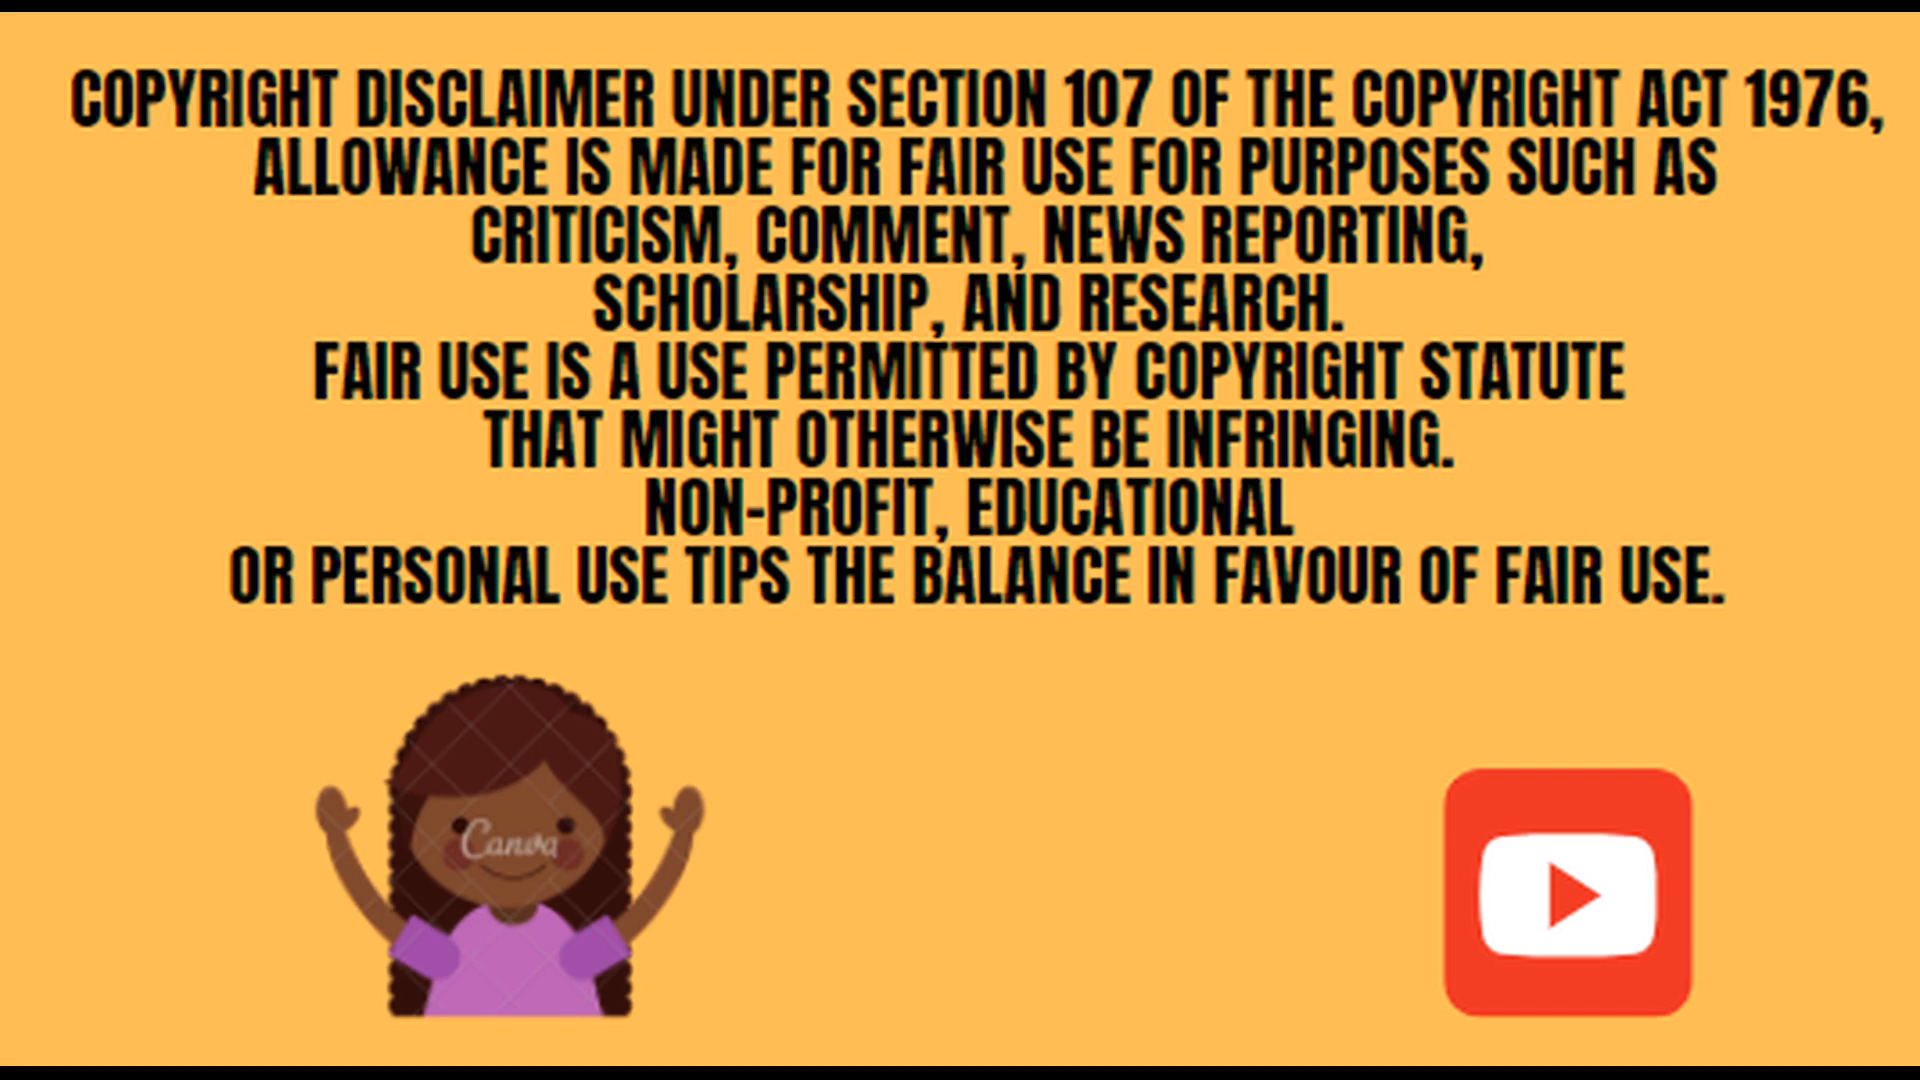 COPYRIGHT DISCLAIMER UNDER SECTION 107 OF THE COPYRIGHT ACT 1976,
ALLOWANCE IS MADE FOR FAIR USE FOR PURPOSES SUCH AS
CRITICISM, COMMENT, NEWS REPORTING,
SCHOLARSHIP, AND RESEARCH.
FAIR USE IS A USE PERMITTED BY COPYRIGHT STATUTE
THAT MIGHT OTHERWISE BE INFRINGING.
NON-PROFIT, EDUCATIONAL
OR PERSONAL USE TIPS THE BALANCE IN FAVOUR OF FAIR USE.
Canva